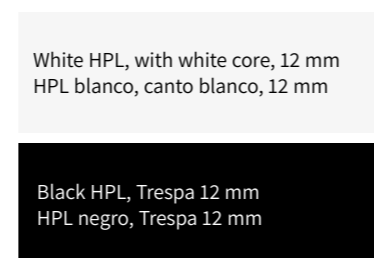 White HPL, with white core, 12 mm
HPL blanco, canto blanco, 12 mm
Black HPL, Trespa 12 mm
HPL negro, Trespa 12 mm